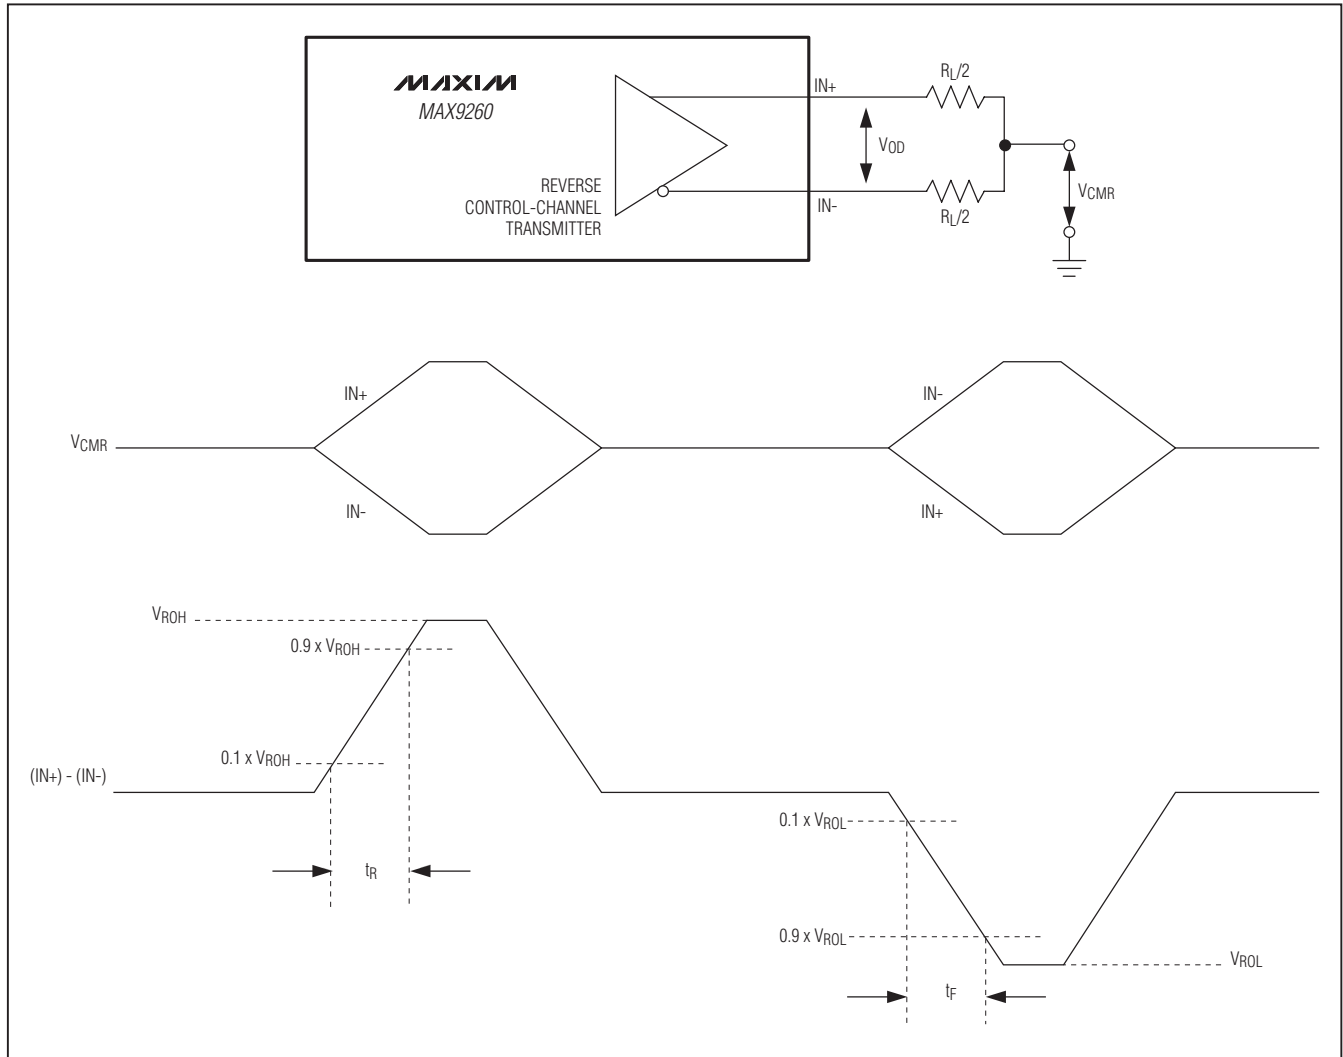 MAXIM
MAX9260
REVERSE
CONTROL-CHANNEL
TRANSMITTER
IN+
IN-
VOD
RL/2
RL/2
VCMR
VCMR
IN+
IN-
IN-
IN+
VROH
0.9 x VROH
0.1 x VROH
(IN+) - (IN-)
tR
0.1 x VROL
0.9 x VROL
VROL
tF